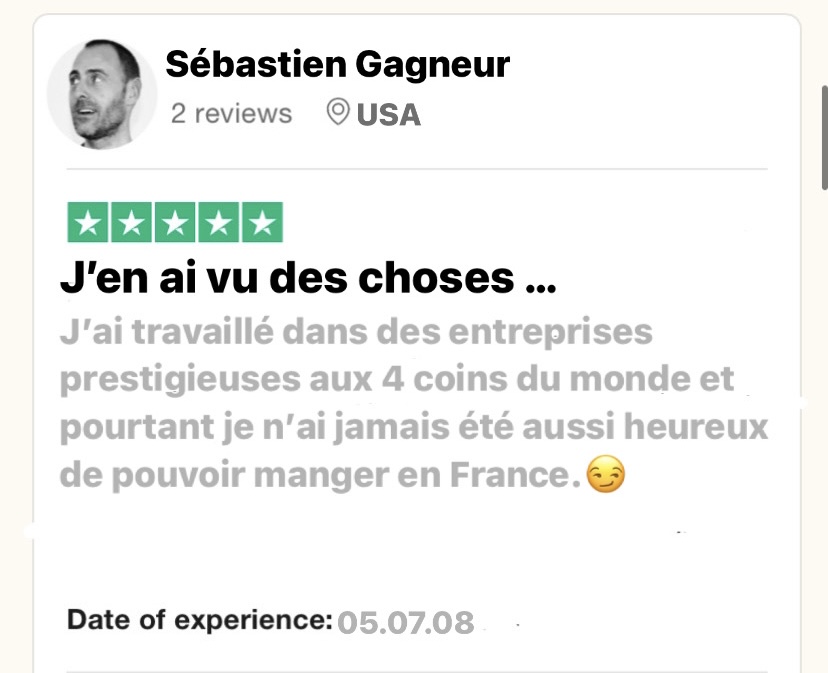 Sébastien Gagneur
2 reviews USA
J’en ai vu des choses ...
J’ai travaillé dans des entreprises
prestigieuses aux 4 coins du monde et
pourtant je n’ai jamais été aussi heureux
de pouvoir manger en France.😏
Date of experience: 05.07.08